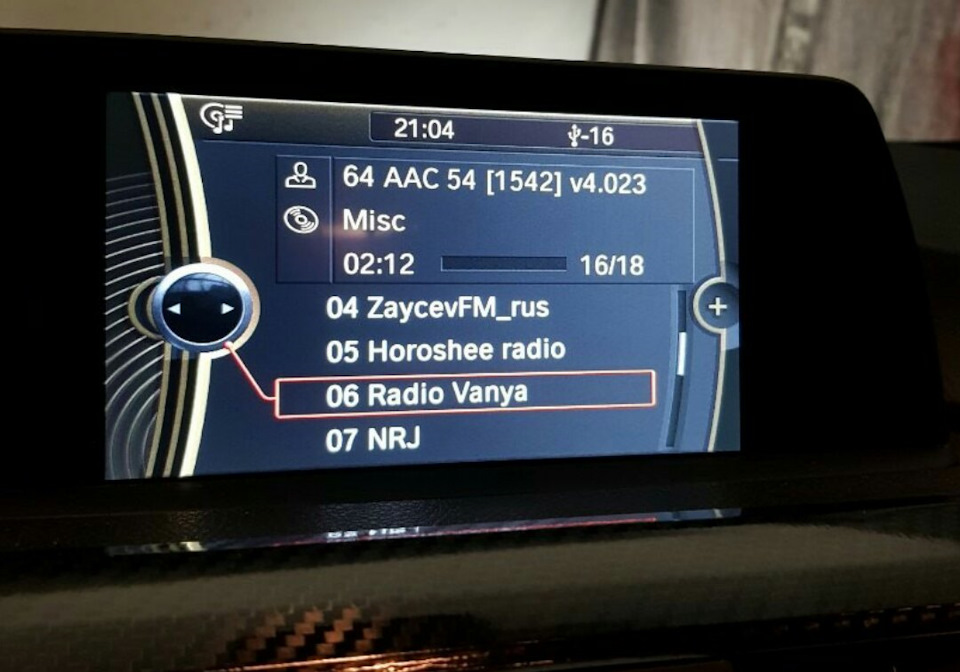 21:04 -16
64 AAC 54 [1542] v4.023
Misc
02:12 16/18
04 ZaycevFM_rus
05 Horoshee radio
06 Radio Vanya
07 NRJ